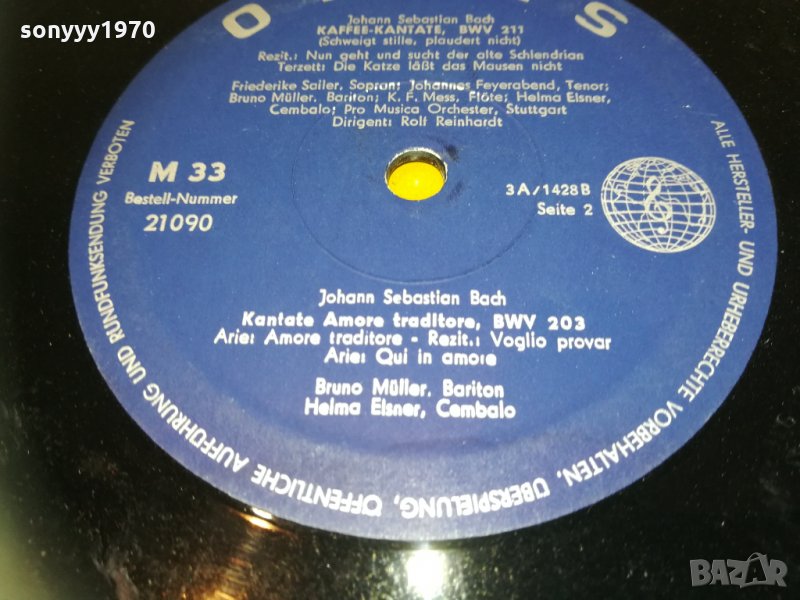 sonyyy1970
O
S
Johann Sebastian Bach
KAFFEE-KANTATE, BWV 211
(Schweigt stille, plaudert nicht)
Rezit.: Nun geht und sucht der alte Schlendrian
Terzett: Die Katze läßt das Mausen nicht
Friederike Sailer, Sopran; Johannes Feyerabend, Tenor;
Bruno Müller, Bariton; K. F. Mess, Flöte; Helma Elsner,
Cembalo; Pro Musica Orchester, Stuttgart
Dirigent: Rolf Reinhardt
M 33
Bestell-Nummer
21090
3A/1428B
Seite 2
Johann Sebastian Bach
Kantate Amore traditore, BWV 203
Arie: Amore traditore - Rezit.: Voglio provar
Arie: Qui in amore
Bruno Müller, Bariton
Helma Elsner, Cembalo
ALLE HERSTELLER- UND URHEBERRECHTE VORBEHALTEN, ÜBERSPIELUNG, ÖFFENTLICHE AUFFÜHRUNG UND RUNDFUNKSENDUNG VERBOTEN
BAZAR